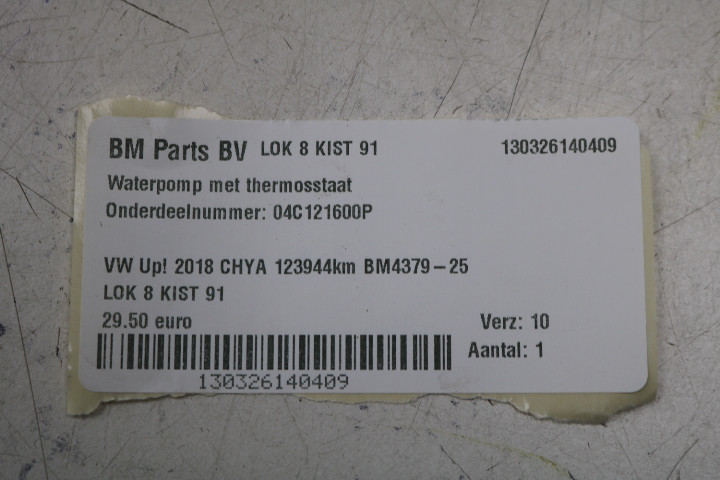 BM Parts BV LOK 8 KIST 91 130326140409
Waterpomp met thermosstaat
Onderdeelnummer: 04C121600P
VW Up! 2018 CHYA 123944km BM4379-25
LOK 8 KIST 91
29.50 euro Verz: 10
Aantal: 1
130326140409